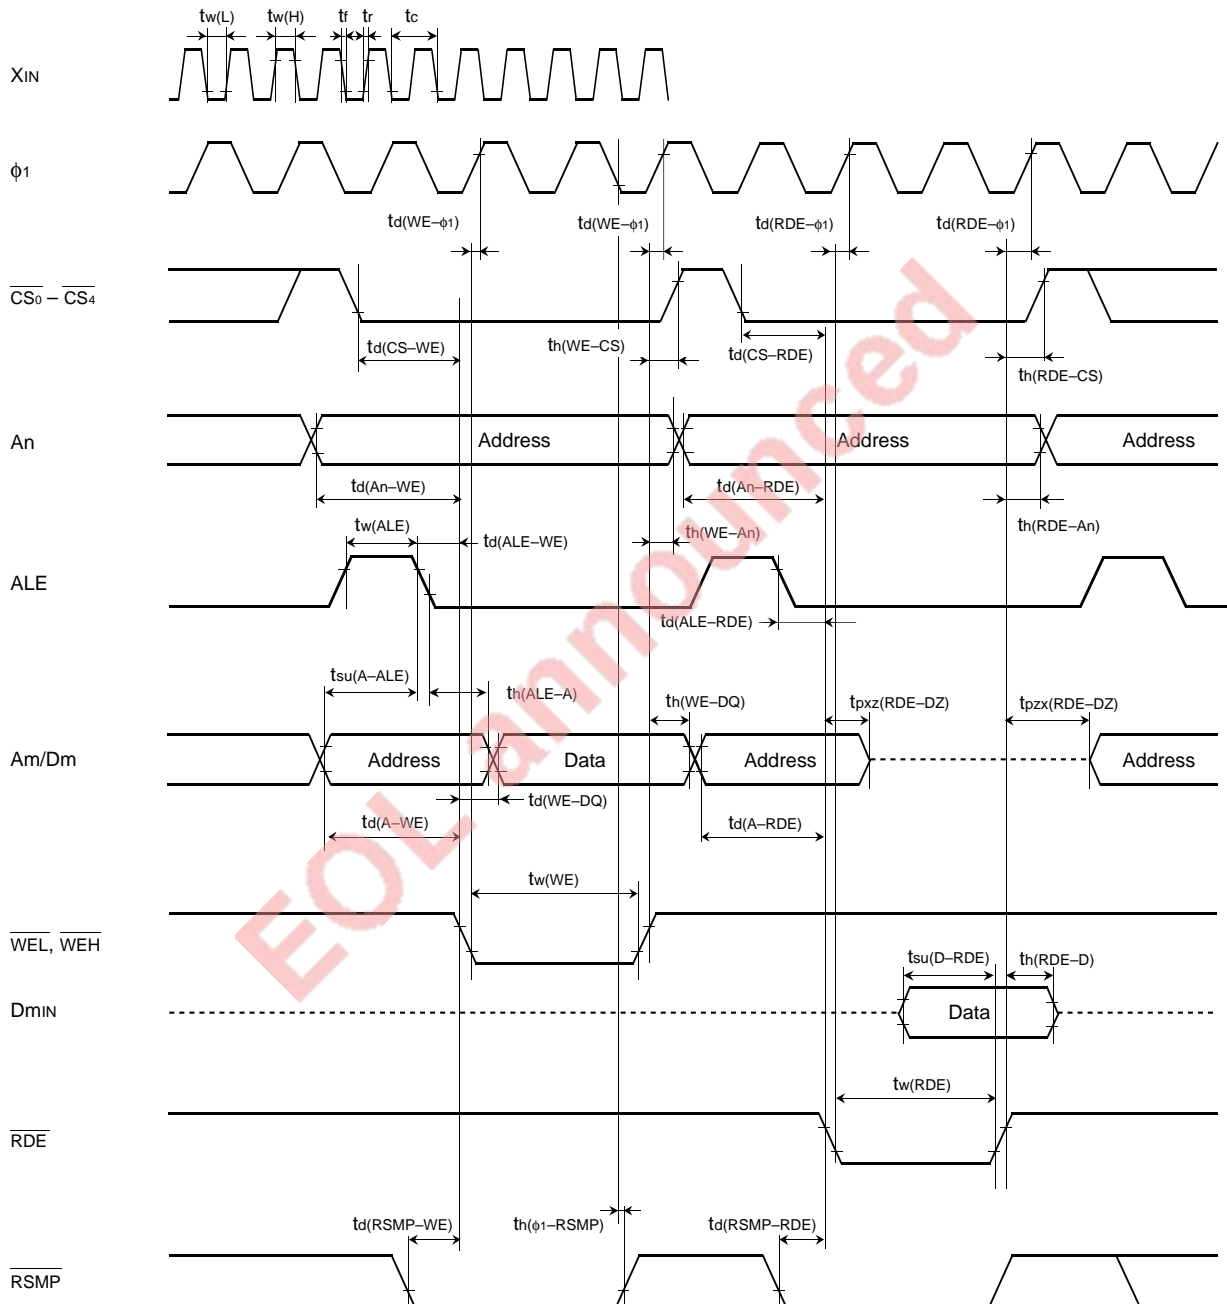 tw(L) tw(H) tf tr tc
XIN
ϕ1
td(WE–ϕ1) td(WE–ϕ1) td(RDE–ϕ1) td(RDE–ϕ1)
CS0 – CS4
td(CS–WE) th(WE–CS) td(CS–RDE) th(RDE–CS)
An Address Address Address
td(An–WE) td(An–RDE)
tw(ALE) td(ALE–WE) th(WE–An) th(RDE–An)
ALE
td(ALE–RDE)
tsu(A–ALE) th(ALE–A) th(WE–DQ) tpxz(RDE–DZ) tpzx(RDE–DZ)
Am/Dm Address Data Address Address
td(WE–DQ)
td(A–WE) td(A–RDE)
tw(WE)
WEL, WEH
tsu(D–RDE) th(RDE–D)
DmIN Data
tw(RDE)
RDE
td(RSMP–WE) th(ϕ1–RSMP) td(RSMP–RDE)
RSMP
EOL announced